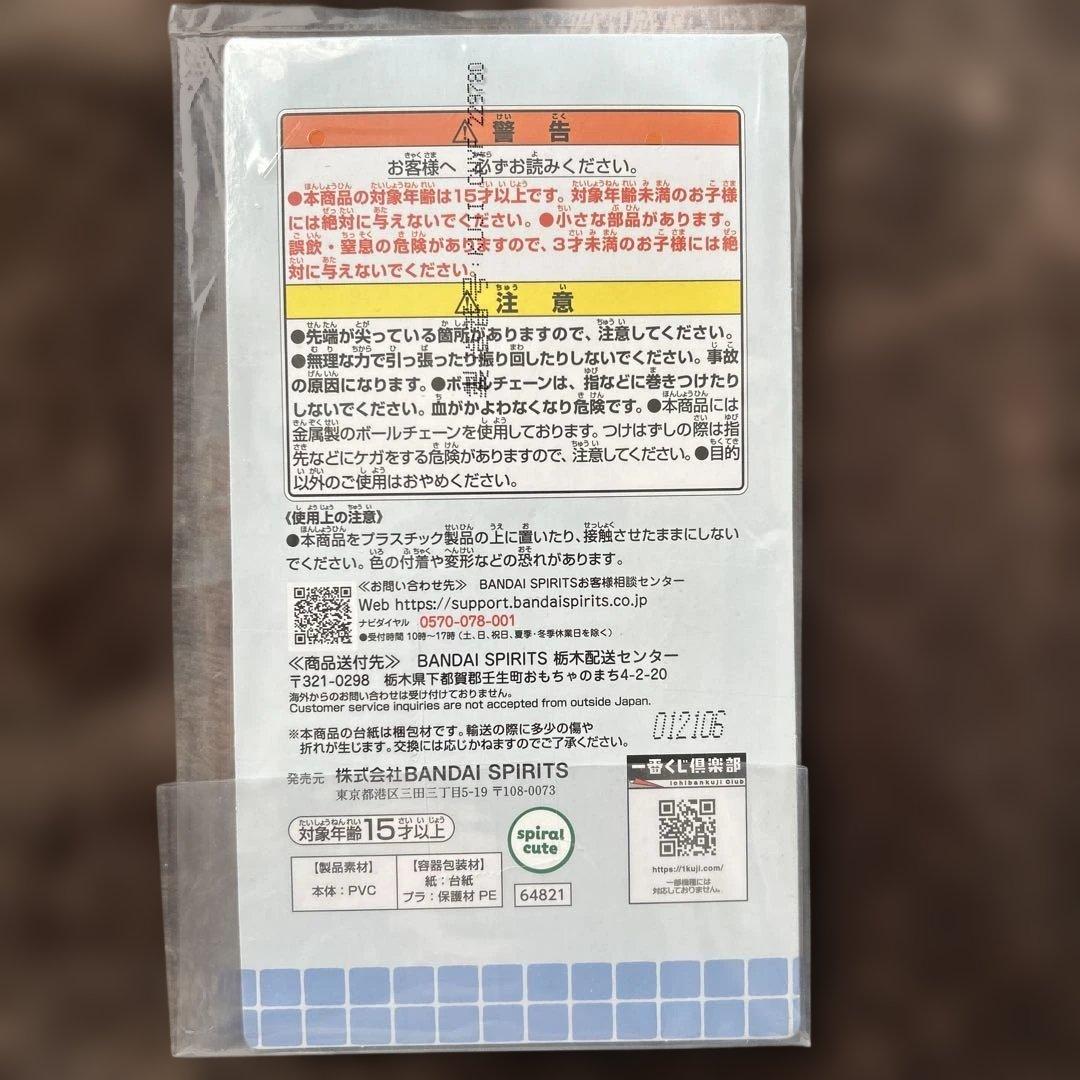 229780
警告
お客様へ 必ずお読みください。
●本商品の対象年齢は15才以上です。対象年齢未満のお子様
には絶対に与えないでください。●小さな部品があります。
誤飲・窒息の危険がありますので、3才未満のお子様には絶
対に与えないでください。
注意
●先端が尖っている箇所がありますので、注意してください。
●無理な力で引っ張ったり振り回したりしないでください。事故
の原因になります。●ボールチェーンは、指などに巻きつけたり
しないでください。血がかよわなくなり危険です。●本商品には
金属製のボールチェーンを使用しております。つけはずしの際は指
先などにケガをする危険がありますので、注意してください。●目的
以外のご使用はおやめください。
《使用上の注意》
●本商品をプラスチック製品の上に置いたり、接触させたままにしない
でください。色の付着や変形などの恐れがあります。
≪お問い合わせ先≫ BANDAI SPIRITSお客様相談センター
Web https://support.bandaispirits.co.jp
ナビダイヤル 0570-078-001
●受付時間 10時〜17時(土、日、祝日、夏季・冬季休業日を除く)
≪商品送付先≫ BANDAI SPIRITS 栃木配送センター
〒321-0298 栃木県下都賀郡壬生町おもちゃのまち4-2-20
海外からのお問い合わせは受け付けておりません。
Customer service inquiries are not accepted from outside Japan.
※本商品の台紙は梱包材です。輸送の際に多少の傷や
折れが生じます。交換には応じかねますのでご了承ください。
012106
発売元 株式会社BANDAI SPIRITS
東京都港区三田三丁目5-19 〒108-0073
対象年齢15才以上
spiral
cute
【製品素材】
本体:PVC
【容器包装材】
紙:台紙
プラ:保護材 PE
64821
一番くじ倶楽部
ichibankuji Club
https://1kuji.com/
一部機種には
対応しておりません。